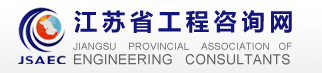 江苏省工程咨询网
JIANGSU PROVINCIAL ASSOCIATION OF
ENGINEERING CONSULTANTS
JSAEC